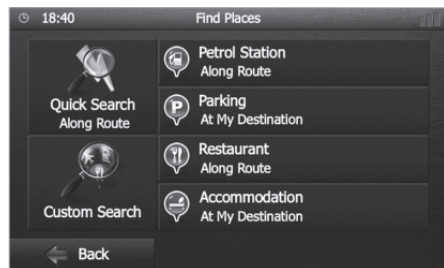 18:40 Find Places
Quick Search
Along Route
Custom Search
Petrol Station
Along Route
P Parking
At My Destination
Restaurant
Along Route
Accommodation
At My Destination
Back